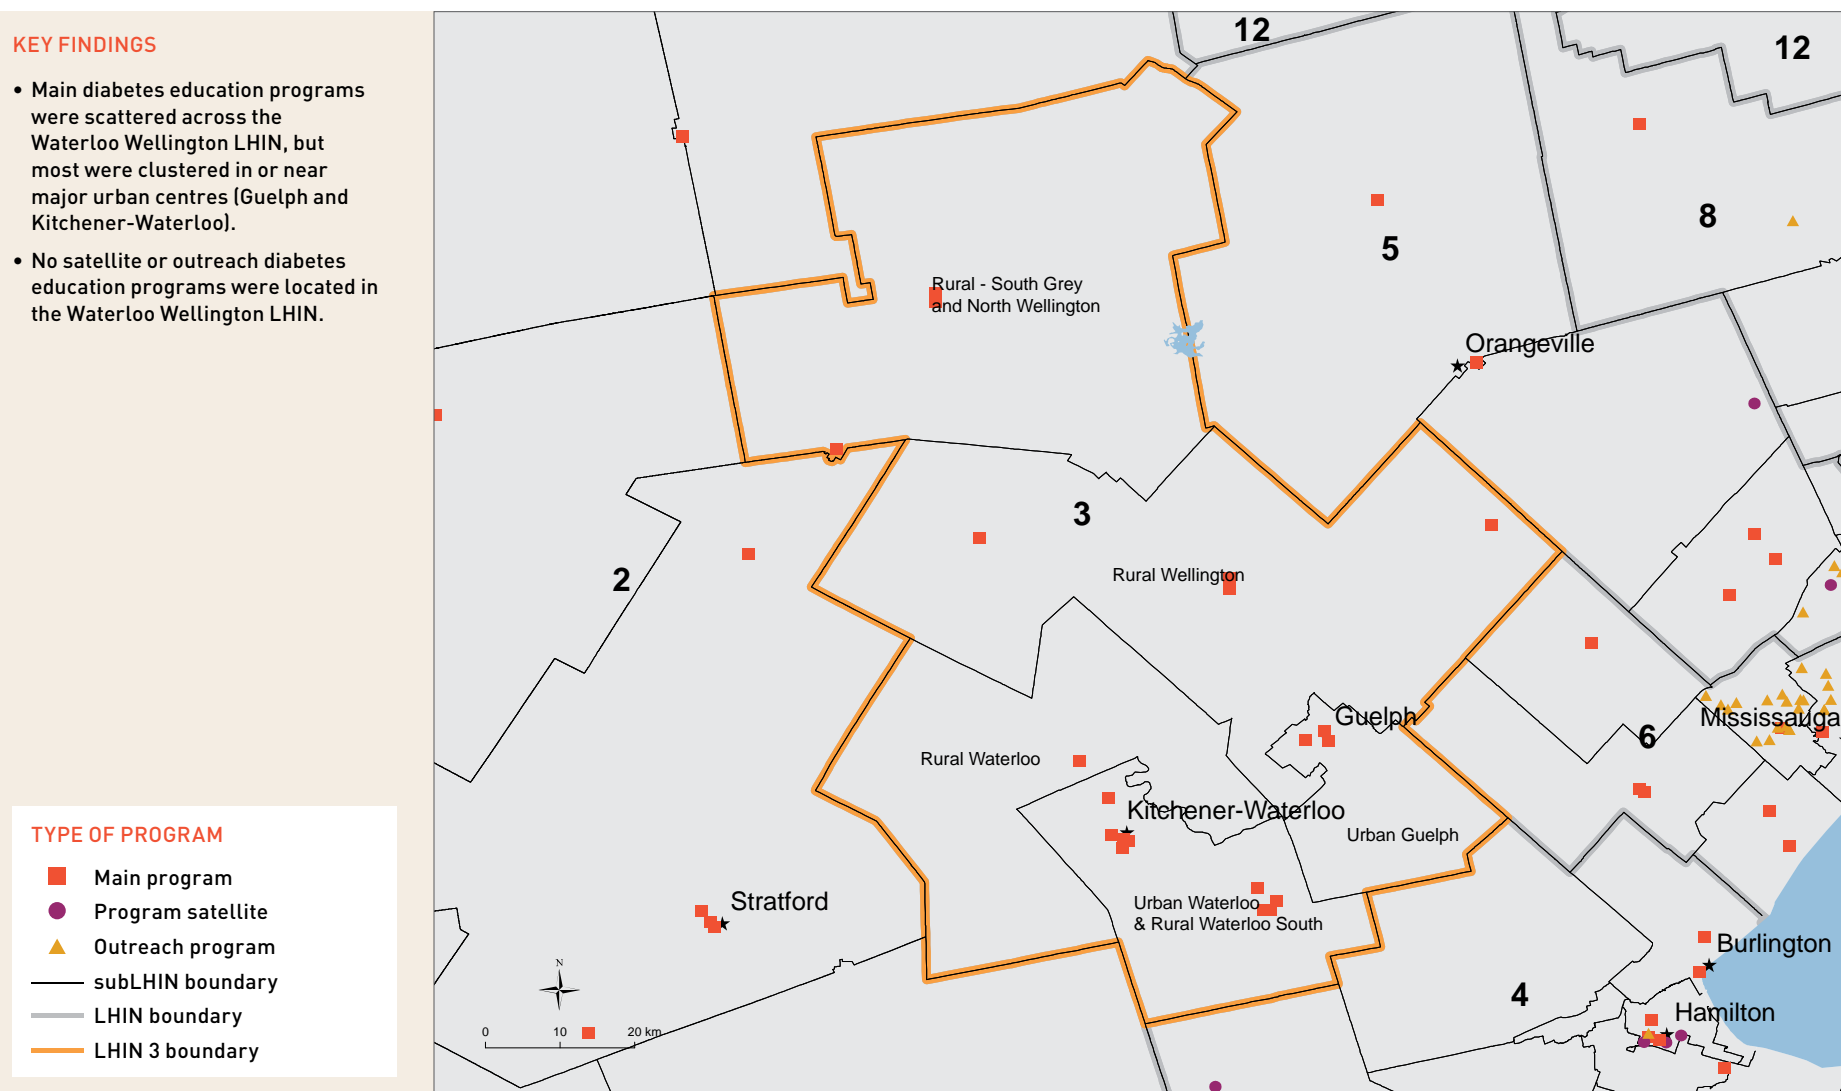 KEY FINDINGS
• Main diabetes education programs
were scattered across the
Waterloo Wellington LHIN, but
most were clustered in or near
major urban centres (Guelph and
Kitchener-Waterloo).
• No satellite or outreach diabetes
education programs were located in
the Waterloo Wellington LHIN.
TYPE OF PROGRAM
Main program
Program satellite
Outreach program
subLHIN boundary
LHIN boundary
LHIN 3 boundary
12
12
8
5
Rural - South Grey
and North Wellington
Orangeville
3
2
Rural Wellington
Guelph
Mississauga
6
Rural Waterloo
Kitchener-Waterloo
Urban Guelph
Stratford
Urban Waterloo
& Rural Waterloo South
Burlington
4
Hamilton
N
0 10 20 km